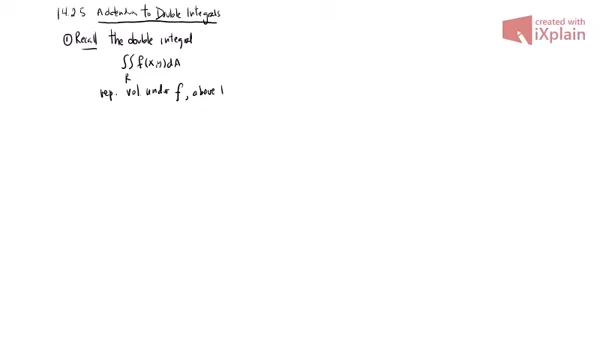 14.2.5 Addendum to Double Integrals
① Recall the double integral
∬ f(x,y)dA
R
rep. vol. under f, above
created with
iXplain